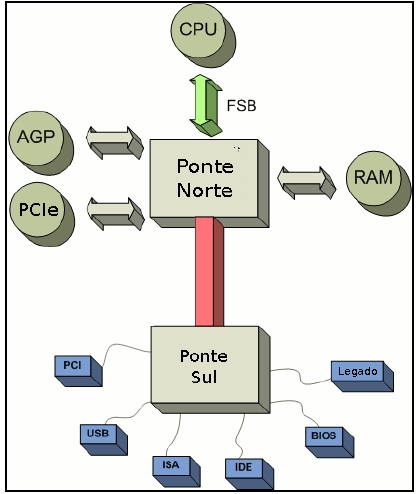 CPU
FSB
AGP
Ponte
Norte
RAM
PCIe
Ponte
Sul
PCI
Legado
USB
BIOS
ISA
IDE